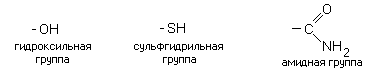 - OH
гидроксильная
группа
- SH
сульфгидрильная
группа
O
C
NH₂
амидная группа